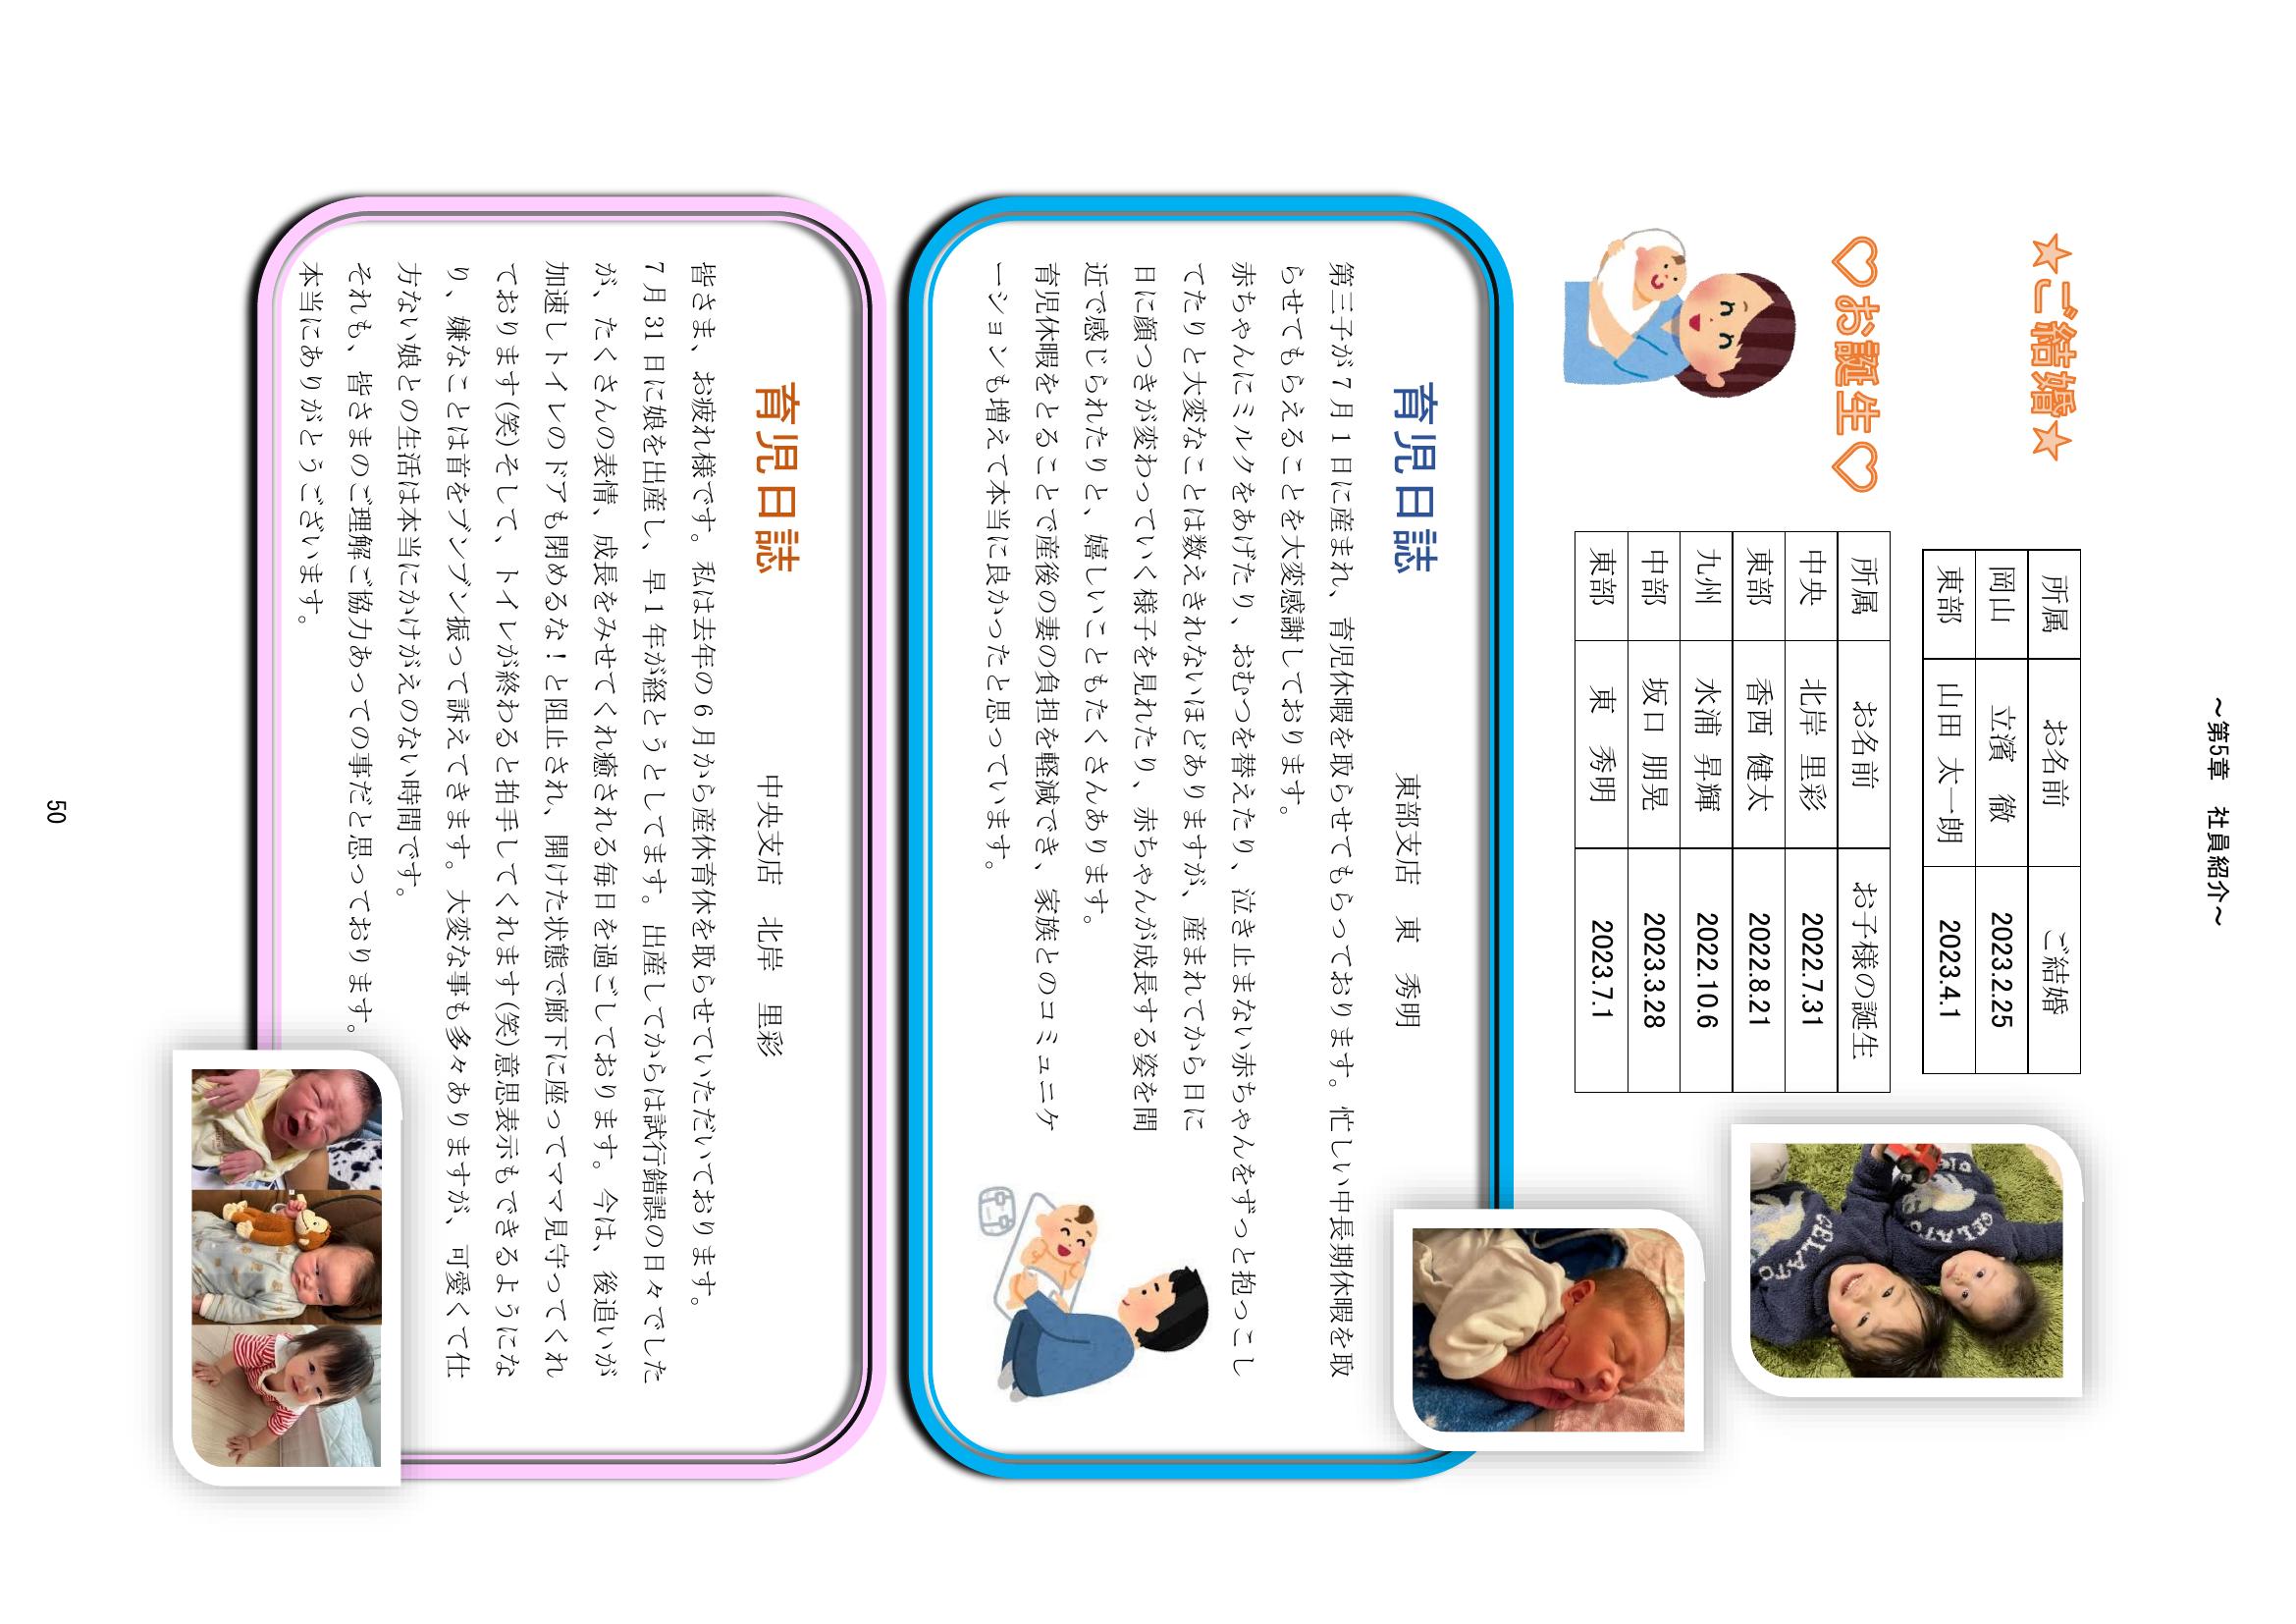 ～第5章　社員紹介～
☆ご結婚☆
所属 お名前 ご結婚
岡山 立濱　徹 2023.2.25
東部 山田 太一朗 2023.4.1
♡お誕生♡
所属 お名前 お子様の誕生
中央 北岸 里彩 2022.7.31
東部 香西 健太 2022.8.21
九州 水浦 昇輝 2022.10.6
中部 坂口 朋晃 2023.3.28
東部 東　秀明 2023.7.1
育児日誌　東部支店　東　秀明
第三子が7月1日に産まれ、育児休暇を取らせてもらっております。忙しい中長期休暇を取
らせてもらえることを大変感謝しております。
赤ちゃんにミルクをあげたり、おむつを替えたり、泣き止まない赤ちゃんをずっと抱っこし
てたりと大変なことは数えきれないほどありますが、産まれてから日に
日に顔つきが変わっていく様子を見れたり、赤ちゃんが成長する姿を間
近で感じられたりと、嬉しいこともたくさんあります。
育児休暇をとることで産後の妻の負担を軽減でき、家族とのコミュニケ
ーションも増えて本当に良かったと思っています。
育児日誌　中央支店　北岸　里彩
皆さま、お疲れ様です。私は去年の6月から産休育休を取らせていただいております。
7月31日に娘を出産し、早1年が経とうとしてます。出産してからは試行錯誤の日々でした
が、たくさんの表情、成長をみせてくれ癒される毎日を過ごしております。今は、後追いが
加速しトイレのドアも閉めるな！と阻止され、開けた状態で廊下に座ってママ見守ってくれ
ております(笑)そして、トイレが終わると拍手してくれます(笑)意思表示もできるようにな
り、嫌なことは首をブンブン振って訴えてきます。大変な事も多々ありますが、可愛くて仕
方ない娘との生活は本当にかけがえのない時間です。
それも、皆さまのご理解ご協力あっての事だと思っております。
本当にありがとうございます。
GELATO
GELATO
50